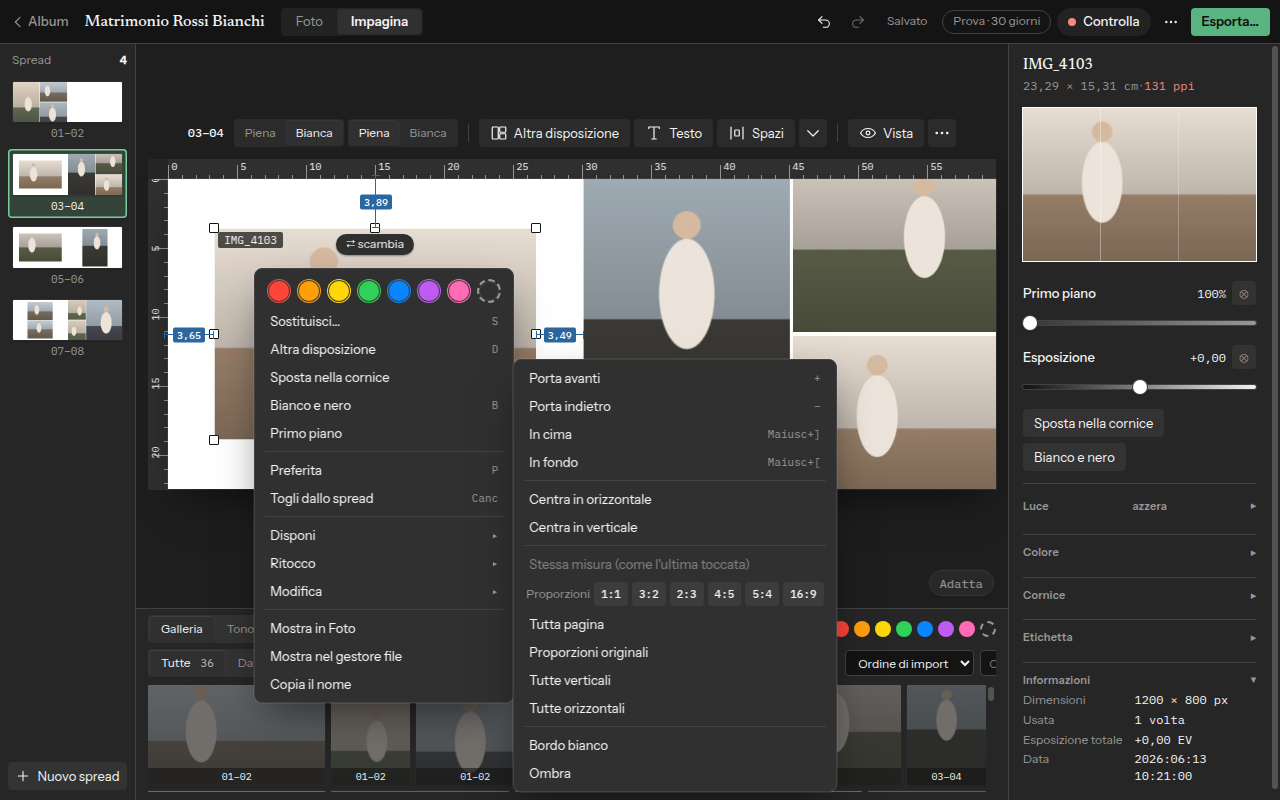 Album
Matrimonio Rossi Bianchi
Foto
Impagina
Salvato
Prova·30 giorni
Controlla
Esporta…
Spread
4
01–02
03–04
05–06
07–08
Nuovo spread
03–04
Piena
Bianca
Piena
Bianca
Altra disposizione
Testo
Spazi
Vista
0 5 10 15 20 25 30 35 40 45 50 55
0
5
10
15
20
3,89
IMG_4103
scambia
3,65
3,49
Sostituisci… S
Altra disposizione D
Sposta nella cornice
Bianco e nero B
Primo piano
Preferita P
Togli dallo spread Canc
Disponi
Ritocco
Modifica
Mostra in Foto
Mostra nel gestore file
Copia il nome
Porta avanti +
Porta indietro −
In cima Maiusc+]
In fondo Maiusc+[
Centra in orizzontale
Centra in verticale
Stessa misura (come l'ultima toccata)
Proporzioni 1:1 3:2 2:3 4:5 5:4 16:9
Tutta pagina
Proporzioni originali
Tutte verticali
Tutte orizzontali
Bordo bianco
Ombra
Adatta
Galleria
Tono
Tutte 36
Ordine di import
01–02
01–02
01–02
03–04
IMG_4103
23,29 × 15,31 cm·131 ppi
Primo piano 100%
Esposizione +0,00
Sposta nella cornice
Bianco e nero
Luce azzera
Colore
Cornice
Etichetta
Informazioni
Dimensioni 1200 × 800 px
Usata 1 volta
Esposizione totale +0,00 EV
Data 2026:06:13
10:21:00